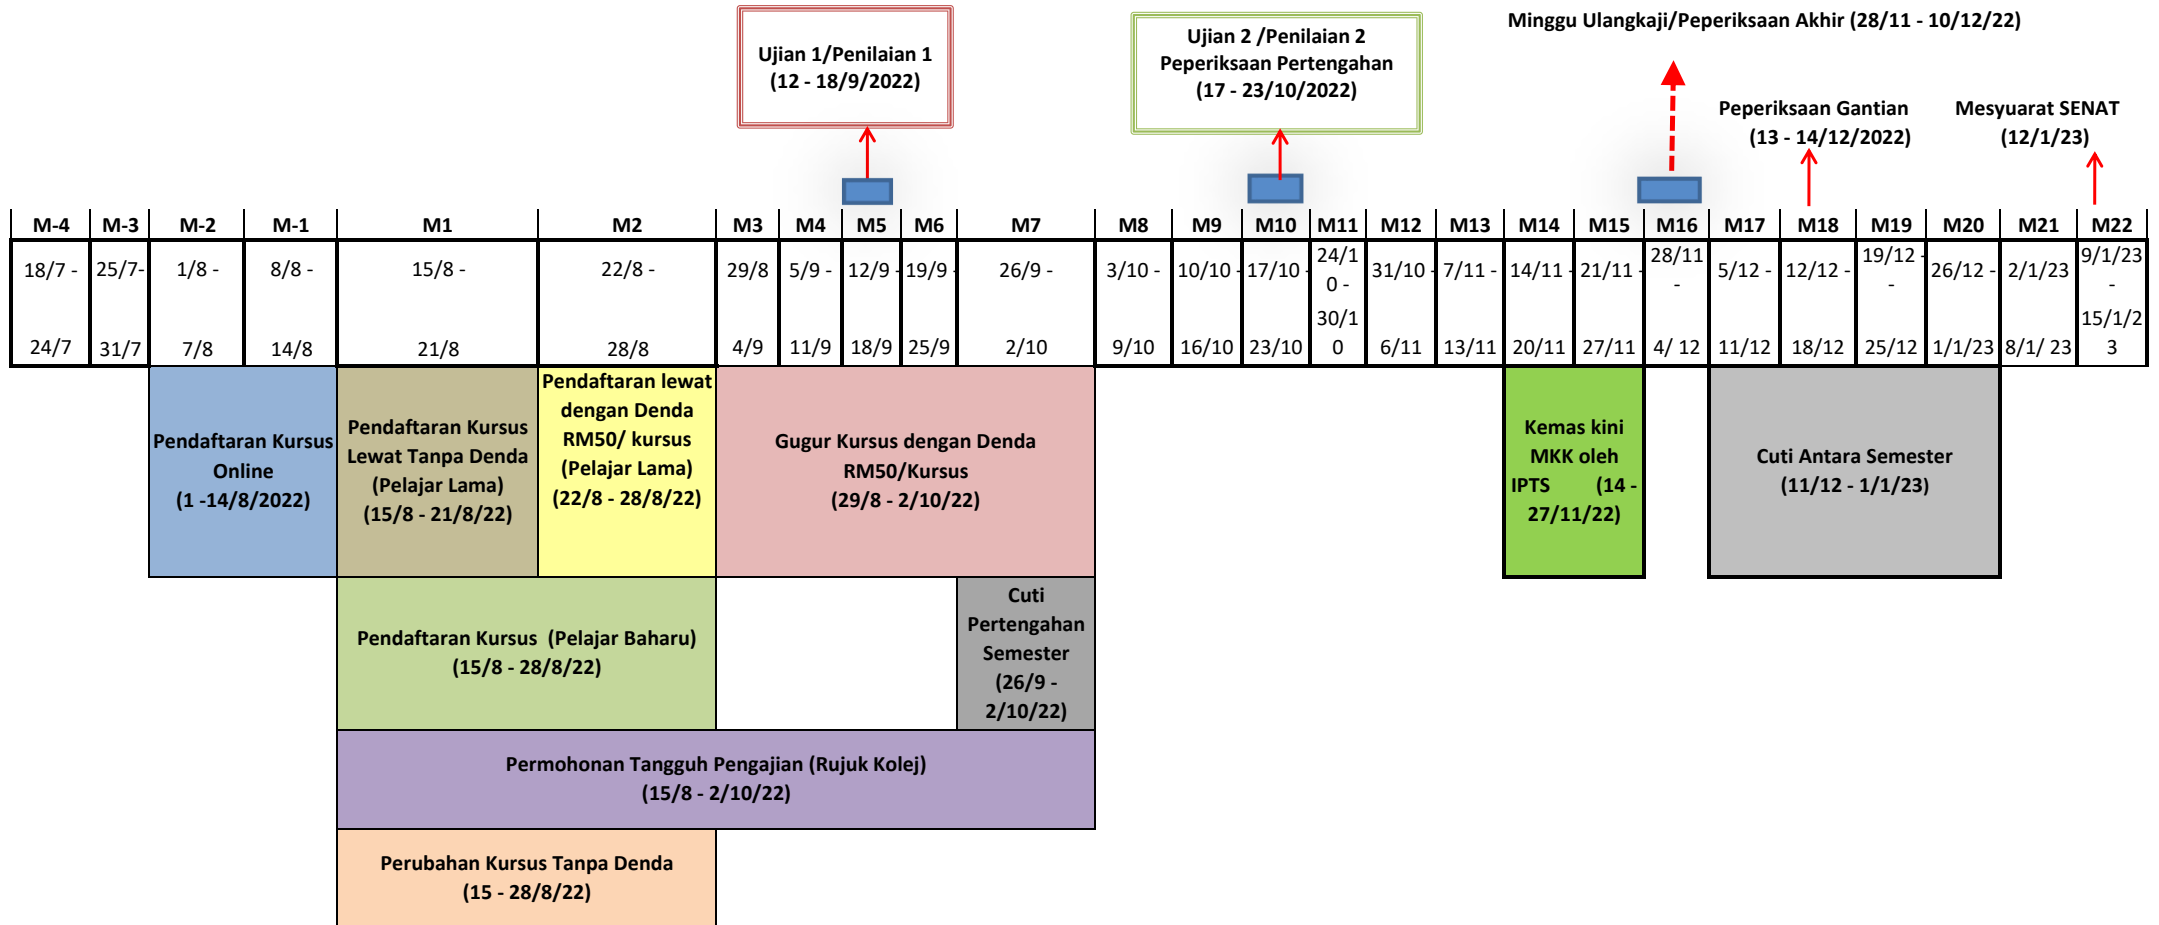 Minggu Ulangkaji/Peperiksaan Akhir (28/11 - 10/12/22)
Ujian 1/Penilaian 1
(12 - 18/9/2022)
Ujian 2 /Penilaian 2
Peperiksaan Pertengahan
(17 - 23/10/2022)
Peperiksaan Gantian
(13 - 14/12/2022)
Mesyuarat SENAT
(12/1/23)
M-4 M-3 M-2 M-1 M1 M2 M3 M4 M5 M6 M7 M8 M9 M10 M11 M12 M13 M14 M15 M16 M17 M18 M19 M20 M21 M22
18/7 -
24/7
25/7-
31/7
1/8 -
7/8
8/8 -
14/8
15/8 -
21/8
22/8 -
28/8
29/8
4/9
5/9 -
11/9
12/9 -
18/9
19/9 -
25/9
26/9 -
2/10
3/10 -
9/10
10/10 -
16/10
17/10 -
23/10
24/1
0 -
30/1
0
31/10 -
6/11
7/11 -
13/11
14/11 -
20/11
21/11 -
27/11
28/11
-
4/ 12
5/12 -
11/12
12/12 -
18/12
19/12 -
-
25/12
26/12 -
1/1/23
2/1/23
8/1/ 23
9/1/23
-
15/1/2
3
Pendaftaran Kursus
Online
(1 -14/8/2022)
Pendaftaran Kursus
Lewat Tanpa Denda
(Pelajar Lama)
(15/8 - 21/8/22)
Pendaftaran lewat
dengan Denda
RM50/ kursus
(Pelajar Lama)
(22/8 - 28/8/22)
Gugur Kursus dengan Denda
RM50/Kursus
(29/8 - 2/10/22)
Kemas kini
MKK oleh
IPTS (14 -
27/11/22)
Cuti Antara Semester
(11/12 - 1/1/23)
Pendaftaran Kursus (Pelajar Baharu)
(15/8 - 28/8/22)
Cuti
Pertengahan
Semester
(26/9 -
2/10/22)
Permohonan Tangguh Pengajian (Rujuk Kolej)
(15/8 - 2/10/22)
Perubahan Kursus Tanpa Denda
(15 - 28/8/22)